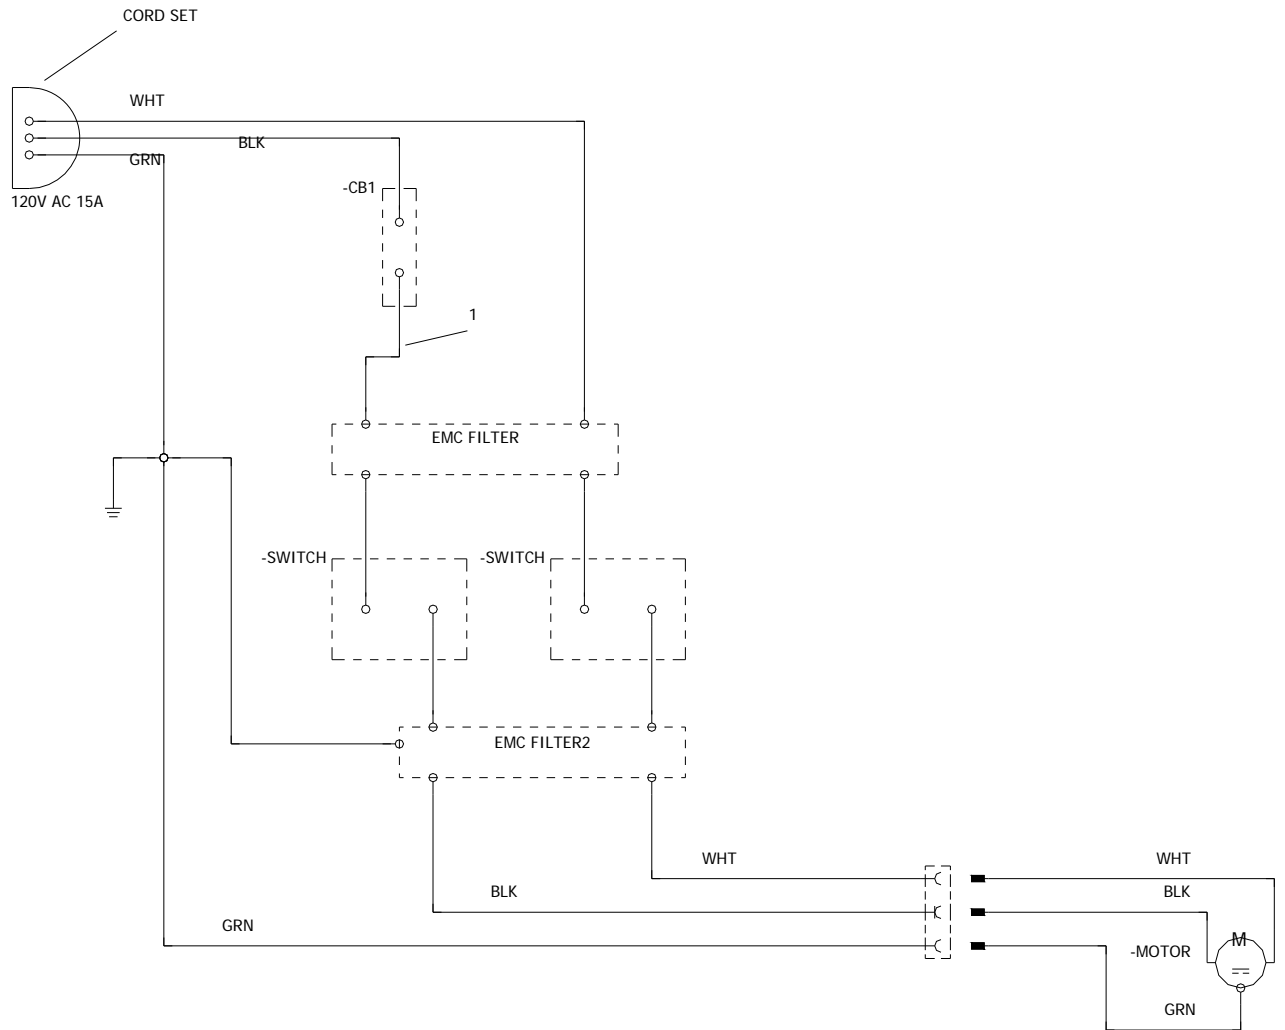 CORD SET
WHT
BLK
GRN
-CB1
120V AC 15A
1
EMC FILTER
-SWITCH
-SWITCH
EMC FILTER2
WHT
WHT
BLK
BLK
GRN
M
-MOTOR
GRN